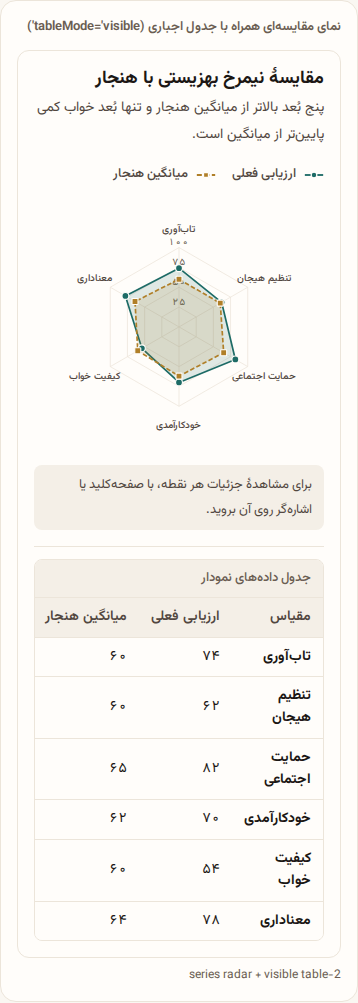 نمای مقایسه‌ای همراه با جدول اجباری (tableMode='visible')
مقایسهٔ نیمرخ بهزیستی با هنجار
پنج بُعد بالاتر از میانگین هنجار و تنها بُعد خواب کمی
پایین‌تر از میانگین است.
ارزیابی فعلی
میانگین هنجار
تاب‌آوری
۱۰۰
۷۵
۲۵
تنظیم هیجان
معناداری
حمایت اجتماعی
کیفیت خواب
خودکارآمدی
برای مشاهدهٔ جزئیات هر نقطه، با صفحه‌کلید یا
اشاره‌گر روی آن بروید.
جدول داده‌های نمودار
مقیاس ارزیابی فعلی میانگین هنجار
تاب‌آوری ۷۴ ۶۰
تنظیم
هیجان ۶۲ ۶۰
حمایت
اجتماعی ۸۲ ۶۵
خودکارآمدی ۷۰ ۶۲
کیفیت
خواب ۵۴ ۶۰
معناداری ۷۸ ۶۴
series radar + visible table-2